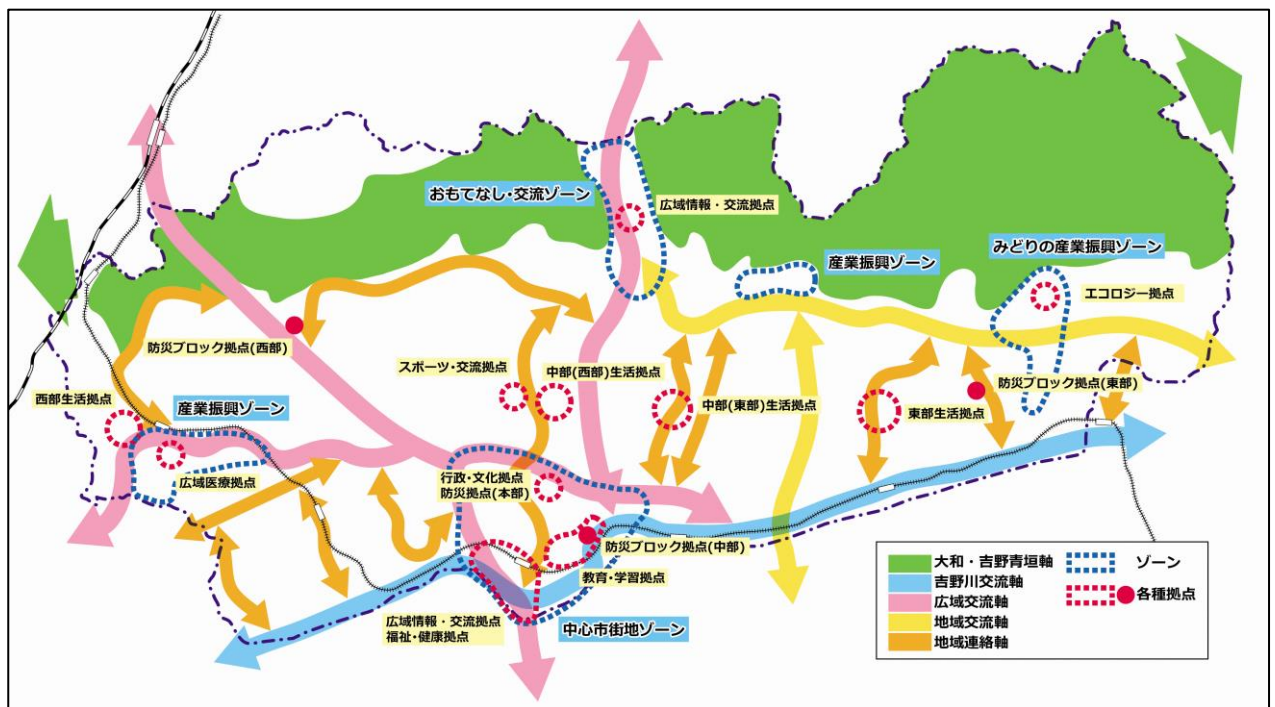 おもてなし・交流ゾーン
広域情報・交流拠点
産業振興ゾーン
みどりの産業振興ゾーン
エコロジー拠点
防災ブロック拠点(西部)
スポーツ・交流拠点
中部(西部)生活拠点
防災ブロック拠点(東部)
西部生活拠点
産業振興ゾーン
中部(東部)生活拠点
東部生活拠点
広域医療拠点
行政・文化拠点
防災拠点(本部)
防災ブロック拠点(中部)
教育・学習拠点
広域情報・交流拠点
福祉・健康拠点
中心市街地ゾーン
大和・吉野青垣軸
吉野川交流軸
広域交流軸
地域交流軸
地域連絡軸
ゾーン
各種拠点